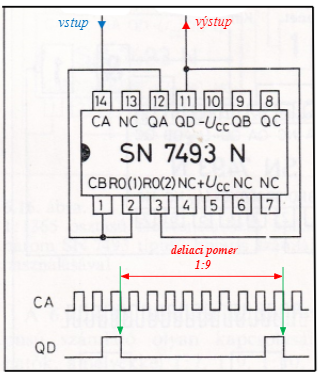 vstup výstup
14 13 12 11 10 9 8
CA NC QA QD -Ucc QB QC
SN 7493 N
CB R0(1) R0(2) NC +Ucc NC NC
1 2 3 4 5 6 7
deliaci pomer
1:9
CA
QD